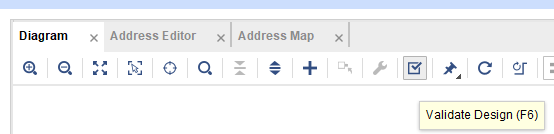 Diagram × Address Editor × Address Map ×
Validate Design (F6)